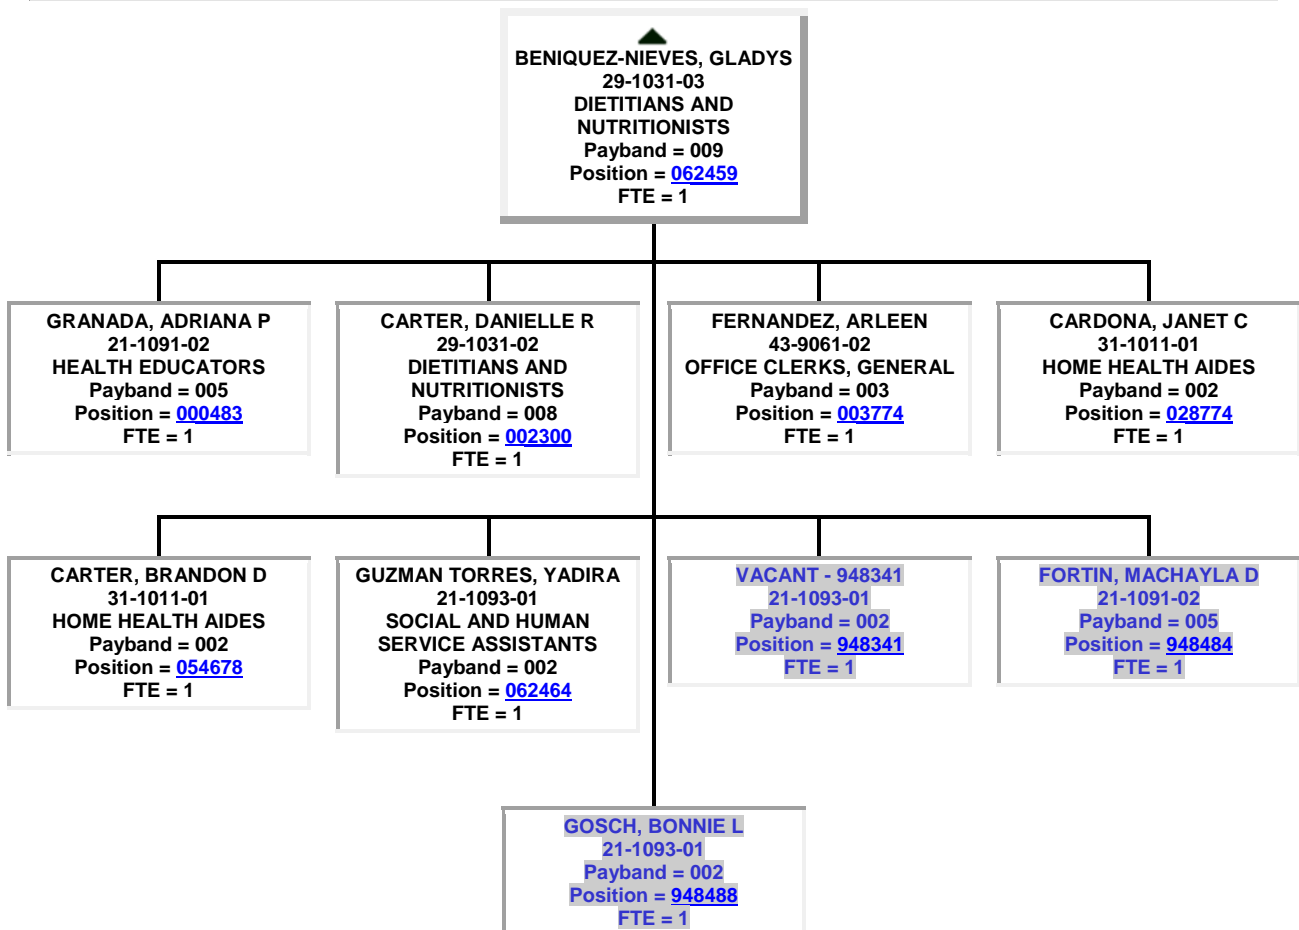 BENIQUEZ-NIEVES, GLADYS
29-1031-03
DIETITIANS AND
NUTRITIONISTS
Payband = 009
Position = 062459
FTE = 1
GRANADA, ADRIANA P
21-1091-02
HEALTH EDUCATORS
Payband = 005
Position = 000483
FTE = 1
CARTER, DANIELLE R
29-1031-02
DIETITIANS AND
NUTRITIONISTS
Payband = 008
Position = 002300
FTE = 1
FERNANDEZ, ARLEEN
43-9061-02
OFFICE CLERKS, GENERAL
Payband = 003
Position = 003774
FTE = 1
CARDONA, JANET C
31-1011-01
HOME HEALTH AIDES
Payband = 002
Position = 028774
FTE = 1
CARTER, BRANDON D
31-1011-01
HOME HEALTH AIDES
Payband = 002
Position = 054678
FTE = 1
GUZMAN TORRES, YADIRA
21-1093-01
SOCIAL AND HUMAN
SERVICE ASSISTANTS
Payband = 002
Position = 062464
FTE = 1
VACANT - 948341
21-1093-01
Payband = 002
Position = 948341
FTE = 1
FORTIN, MACHAYLA D
21-1091-02
Payband = 005
Position = 948484
FTE = 1
GOSCH, BONNIE L
21-1093-01
Payband = 002
Position = 948488
FTE = 1